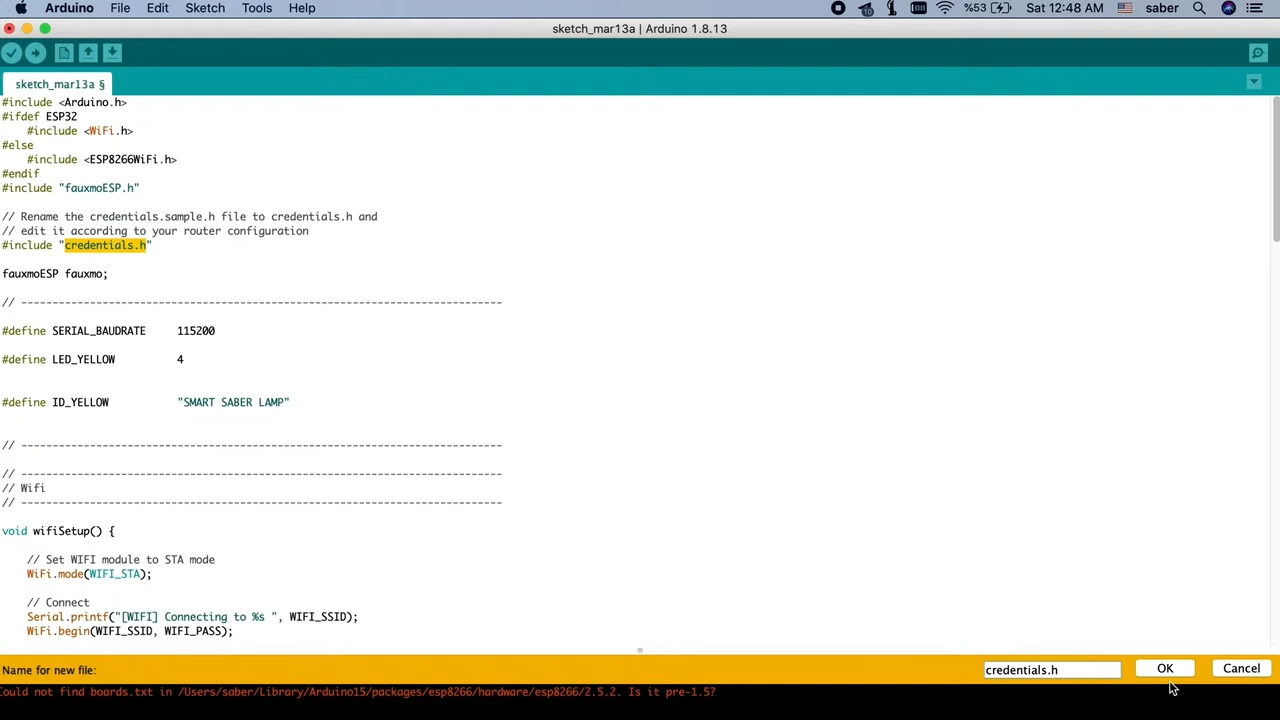 Arduino File Edit Sketch Tools Help %53 Sat 12:48 AM saber
sketch_mar13a | Arduino 1.8.13
sketch_mar13a §
#include <Arduino.h>
#ifdef ESP32
#include <WiFi.h>
#else
#include <ESP8266WiFi.h>
#endif
#include "fauxmoESP.h"
// Rename the credentials.sample.h file to credentials.h and
// edit it according to your router configuration
#include "credentials.h"
fauxmoESP fauxmo;
// -----------------------------------------------------------------------------
#define SERIAL_BAUDRATE 115200
#define LED_YELLOW 4
#define ID_YELLOW "SMART SABER LAMP"
// -----------------------------------------------------------------------------
// -----------------------------------------------------------------------------
// Wifi
// -----------------------------------------------------------------------------
void wifiSetup() {
// Set WIFI module to STA mode
WiFi.mode(WIFI_STA);
// Connect
Serial.printf("[WIFI] Connecting to %s ", WIFI_SSID);
WiFi.begin(WIFI_SSID, WIFI_PASS);
Name for new file: credentials.h OK Cancel
Could not find boards.txt in /Users/saber/Library/Arduino15/packages/esp8266/hardware/esp8266/2.5.2. Is it pre-1.5?